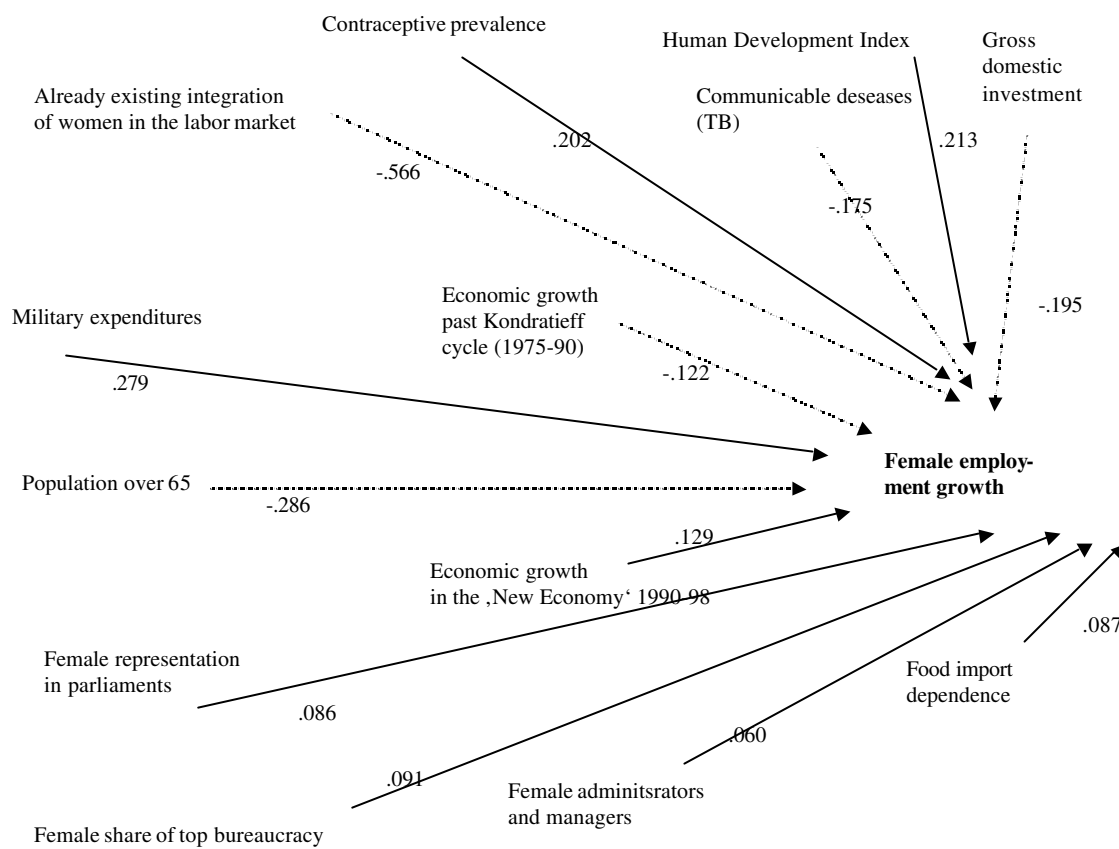 Contraceptive prevalence
Human Development Index
Gross
domestic
investment
Already existing integration
of women in the labor market
Communicable deseases
(TB)
.202
.213
-.566
-.175
Economic growth
past Kondratieff
cycle (1975-90)
-.195
Military expenditures
.279
-.122
Female employ-
ment growth
Population over 65
-.286
.129
Economic growth
in the ‚New Economy‘ 1990-98
.087
Female representation
in parliaments
Food import
dependence
.086
.060
.091
Female adminitsrators
and managers
Female share of top bureaucracy